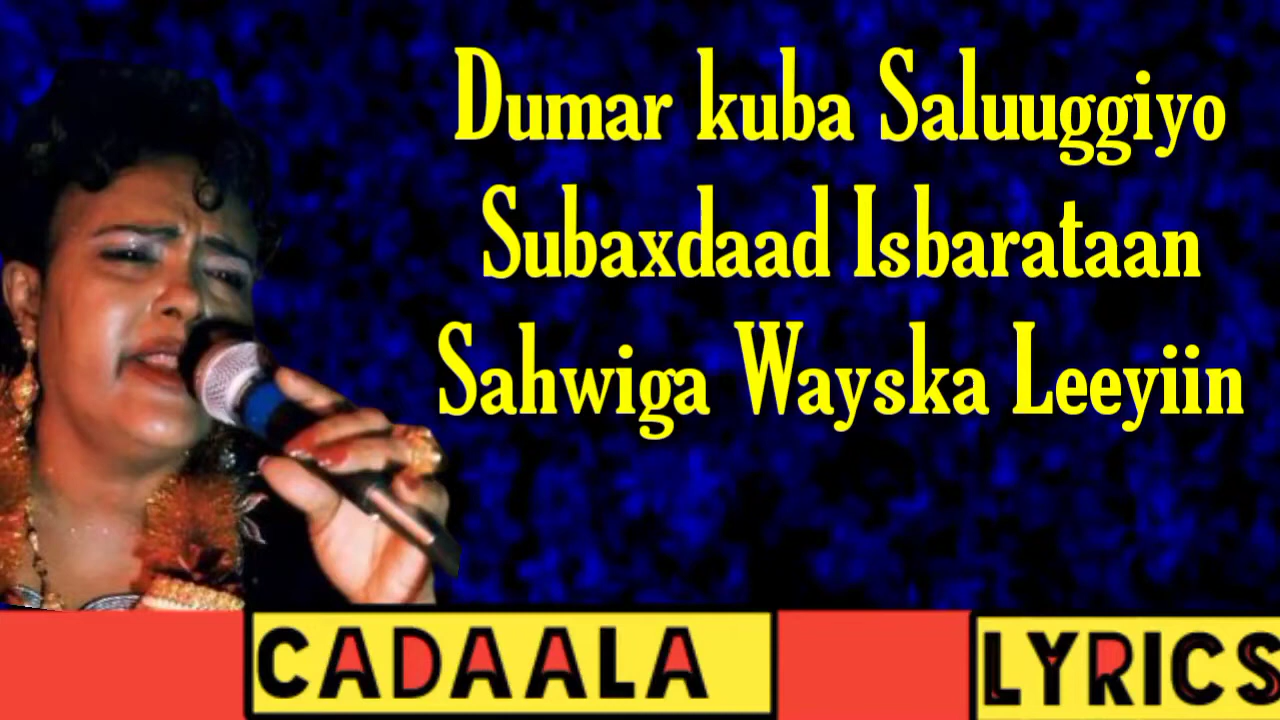 Dumar kuba Saluuggiyo
Subaxdaad Isbarataan
Sahwiga Wayska Leeyiin
CADAALA
LYRICS